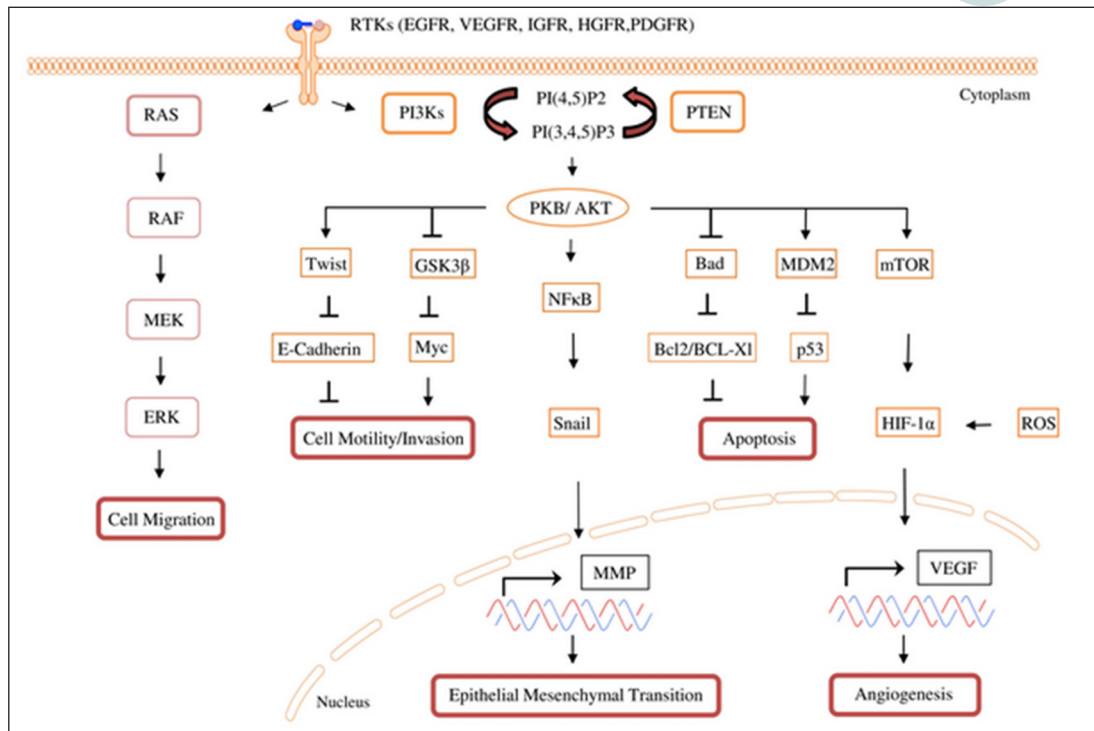 RTKs (EGFR, VEGFR, IGFR, HGFR,PDGFR)
Cytoplasm
RAS
PI3Ks
PI(4,5)P2
PTEN
PI(3,4,5)P3
RAF
PKB/ AKT
Twist
GSK3β
NFκB
Bad
MDM2
mTOR
MEK
E-Cadherin
Myc
Bcl2/BCL-Xl
p53
ERK
Cell Motility/Invasion
Snail
Apoptosis
HIF-1α
ROS
Cell Migration
MMP
VEGF
Nucleus
Epithelial Mesenchymal Transition
Angiogenesis